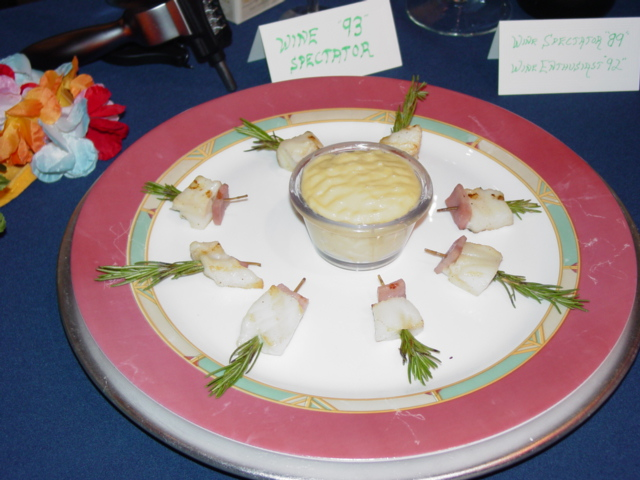 WINE "93"
SPECTATOR
WINE SPECTATOR "89"
WINE ENTHUSIAST "92"